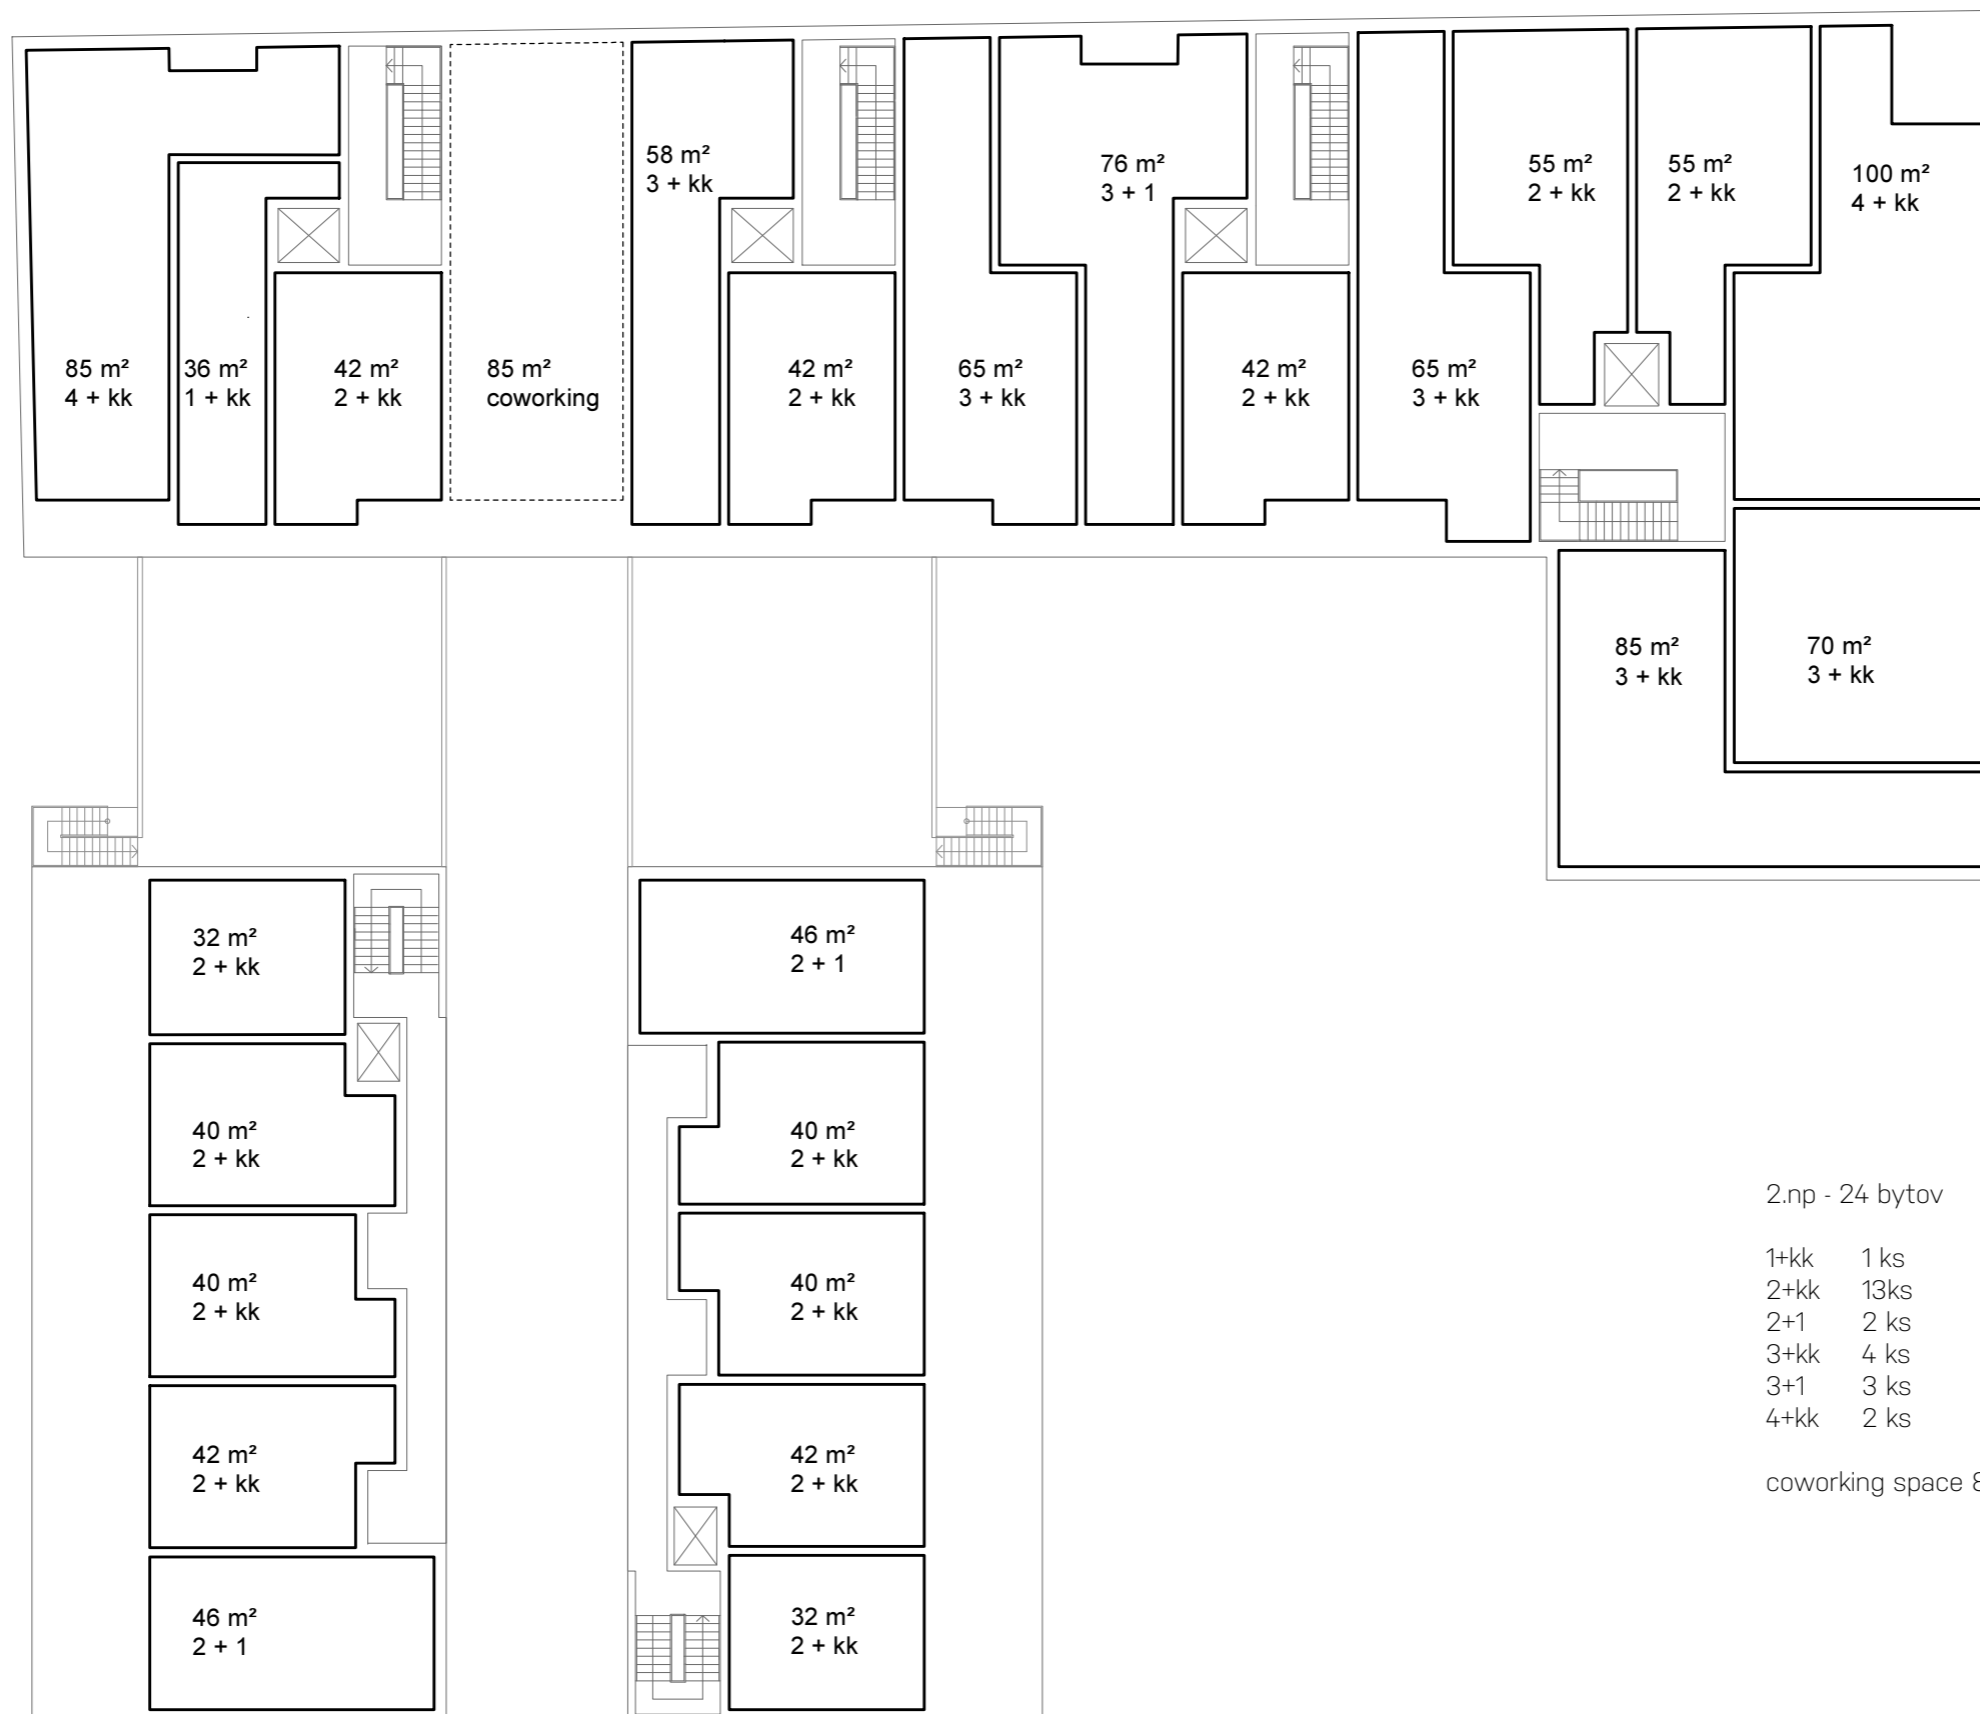 58 m²
3 + kk
76 m²
3 + 1
55 m²
2 + kk
55 m²
2 + kk
100 m²
4 + kk
85 m²
4 + kk
36 m²
1 + kk
42 m²
2 + kk
85 m²
coworking
42 m²
2 + kk
65 m²
3 + kk
42 m²
2 + kk
65 m²
3 + kk
85 m²
3 + kk
70 m²
3 + kk
32 m²
2 + kk
46 m²
2 + 1
40 m²
2 + kk
40 m²
2 + kk
40 m²
2 + kk
40 m²
2 + kk
42 m²
2 + kk
42 m²
2 + kk
46 m²
2 + 1
32 m²
2 + kk
2.np - 24 bytov
1+kk 1 ks
2+kk 13ks
2+1 2 ks
3+kk 4 ks
3+1 3 ks
4+kk 2 ks
coworking space